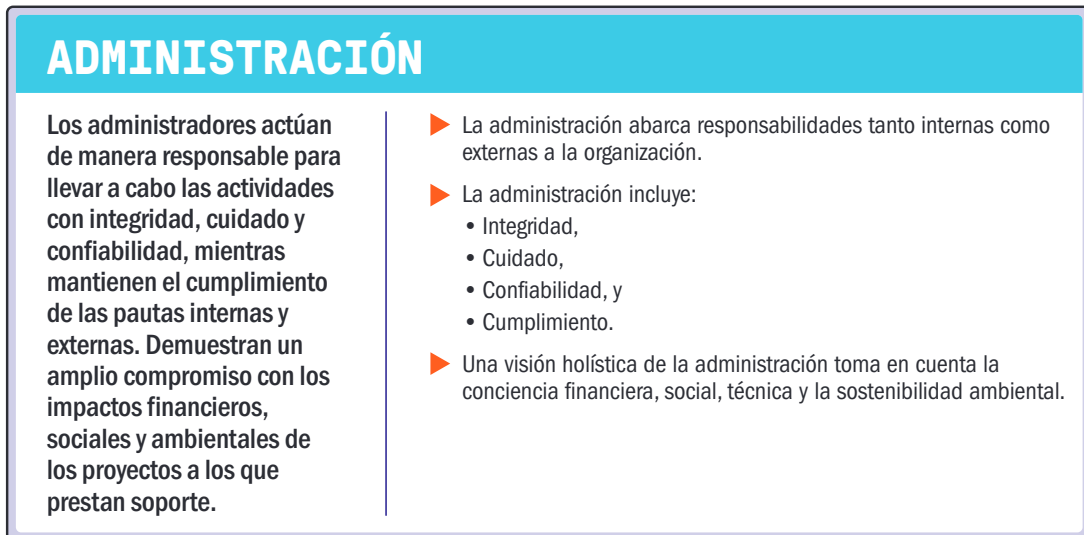 ADMINISTRACIÓN
Los administradores actúan
de manera responsable para
llevar a cabo las actividades
con integridad, cuidado y
confiabilidad, mientras
mantienen el cumplimiento
de las pautas internas y
externas. Demuestran un
amplio compromiso con los
impactos financieros,
sociales y ambientales de
los proyectos a los que
prestan soporte.
La administración abarca responsabilidades tanto internas como
externas a la organización.
La administración incluye:
• Integridad,
• Cuidado,
• Confiabilidad, y
• Cumplimiento.
Una visión holística de la administración toma en cuenta la
conciencia financiera, social, técnica y la sostenibilidad ambiental.